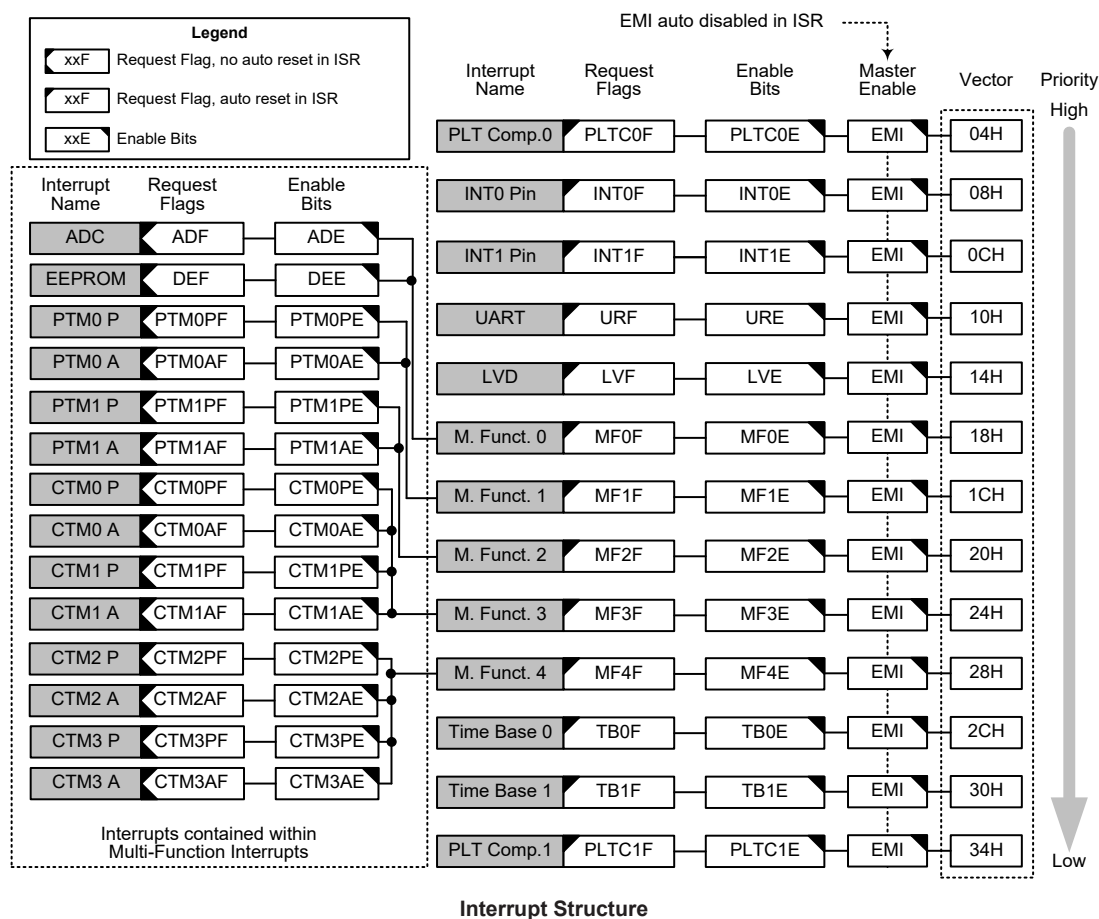 Legend
xxF Request Flag, no auto reset in ISR
xxF Request Flag, auto reset in ISR
xxE Enable Bits
EMI auto disabled in ISR
Interrupt Name Request Flags Enable Bits Master Enable Vector Priority
High
PLT Comp.0 PLTC0F PLTC0E EMI 04H
INT0 Pin INT0F INT0E EMI 08H
INT1 Pin INT1F INT1E EMI 0CH
UART URF URE EMI 10H
LVD LVF LVE EMI 14H
M. Funct. 0 MF0F MF0E EMI 18H
M. Funct. 1 MF1F MF1E EMI 1CH
M. Funct. 2 MF2F MF2E EMI 20H
M. Funct. 3 MF3F MF3E EMI 24H
M. Funct. 4 MF4F MF4E EMI 28H
Time Base 0 TB0F TB0E EMI 2CH
Time Base 1 TB1F TB1E EMI 30H
PLT Comp.1 PLTC1F PLTC1E EMI 34H
Low
Interrupt Name Request Flags Enable Bits
ADC ADF ADE
EEPROM DEF DEE
PTM0 P PTM0PF PTM0PE
PTM0 A PTM0AF PTM0AE
PTM1 P PTM1PF PTM1PE
PTM1 A PTM1AF PTM1AE
CTM0 P CTM0PF CTM0PE
CTM0 A CTM0AF CTM0AE
CTM1 P CTM1PF CTM1PE
CTM1 A CTM1AF CTM1AE
CTM2 P CTM2PF CTM2PE
CTM2 A CTM2AF CTM2AE
CTM3 P CTM3PF CTM3PE
CTM3 A CTM3AF CTM3AE
Interrupts contained within
Multi-Function Interrupts
Interrupt Structure